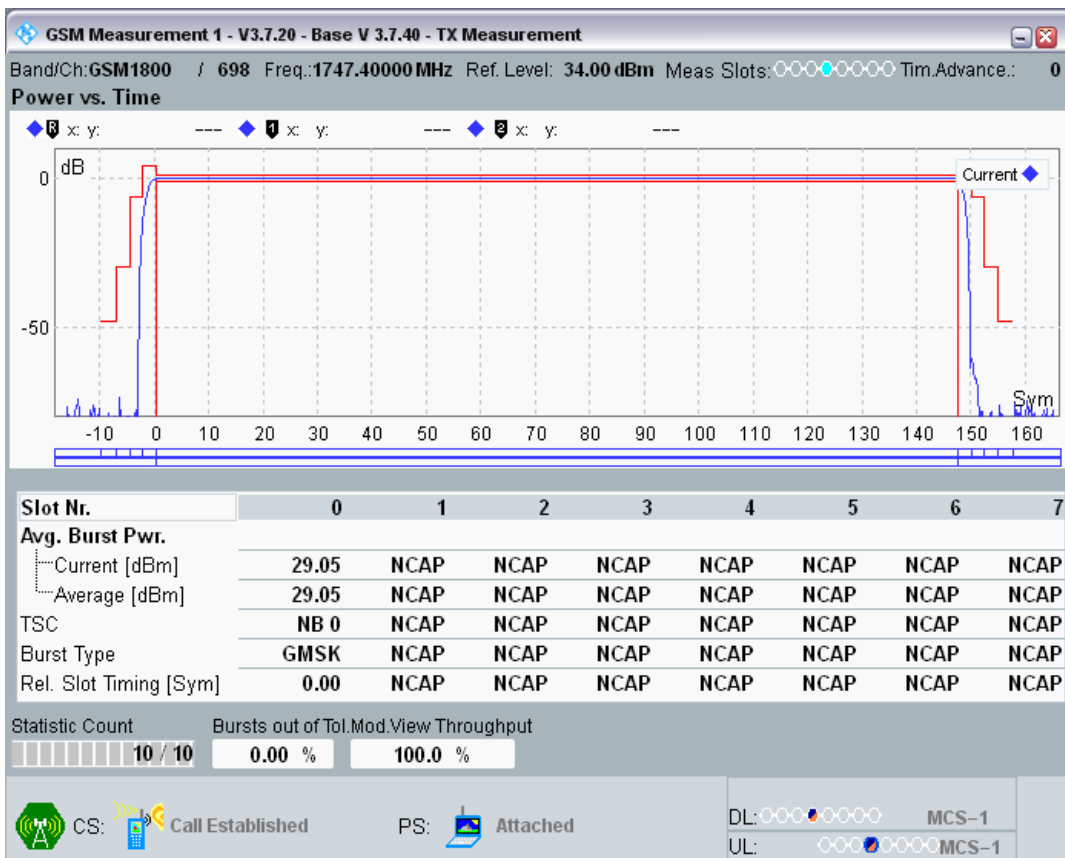 GSM Measurement 1 - V3.7.20 - Base V 3.7.40 - TX Measurement
Band/Ch:GSM1800 / 698 Freq.:1747.40000 MHz Ref. Level: 34.00 dBm Meas Slots: Tim.Advance.: 0
Power vs. Time
R x: y: --- 1 x: y: --- 2 x: y: ---
dB
Current
0
-50
Sym
-10 0 10 20 30 40 50 60 70 80 90 100 110 120 130 140 150 160
Slot Nr. 0 1 2 3 4 5 6 7
Avg. Burst Pwr.
Current [dBm] 29.05 NCAP NCAP NCAP NCAP NCAP NCAP NCAP
Average [dBm] 29.05 NCAP NCAP NCAP NCAP NCAP NCAP NCAP
TSC NB 0 NCAP NCAP NCAP NCAP NCAP NCAP NCAP
Burst Type GMSK NCAP NCAP NCAP NCAP NCAP NCAP NCAP
Rel. Slot Timing [Sym] 0.00 NCAP NCAP NCAP NCAP NCAP NCAP NCAP
Statistic Count Bursts out of Tol.Mod.View Throughput
10 / 10 0.00 % 100.0 %
CS: Call Established PS: Attached
DL: MCS-1
UL: MCS-1